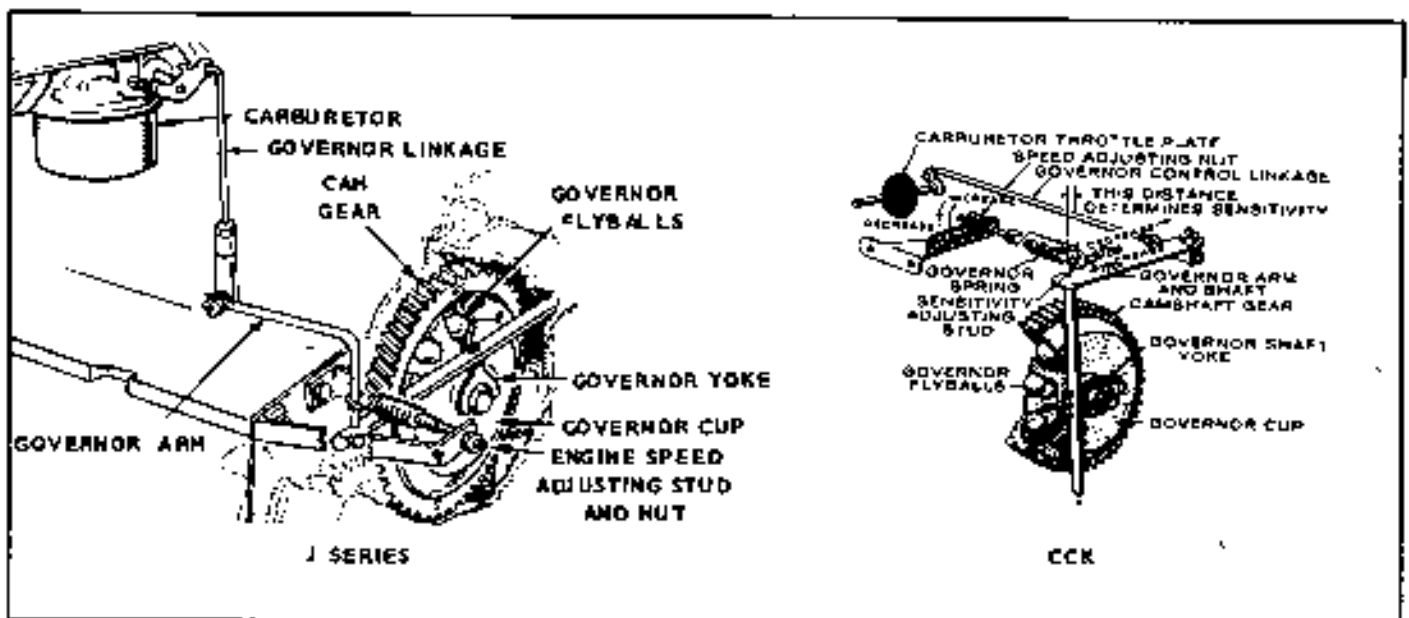 CARBURETOR
GOVERNOR LINKAGE
CAM
GEAR
GOVERNOR
FLYBALLS
GOVERNOR YOKE
GOVERNOR CUP
ENGINE SPEED
ADJUSTING STUD
AND NUT
GOVERNOR ARM
J SERIES
CARBURETOR THROTTLE PLATE
SPEED ADJUSTING NUT
GOVERNOR CONTROL LINKAGE
THIS DISTANCE
DETERMINES SENSITIVITY
INCREASE
DECREASE
GOVERNOR
SPRING
SENSITIVITY
ADJUSTING
STUD
GOVERNOR ARM
AND SHAFT
CAMSHAFT GEAR
GOVERNOR SHAFT
YOKE
GOVERNOR
FLYBALLS
GOVERNOR CUP
CCK